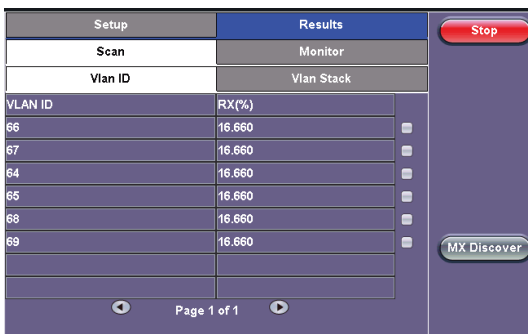 Setup Results Stop
Scan Monitor
Vlan ID Vlan Stack
VLAN ID RX(%)
66 16.660
67 16.660
64 16.660
65 16.660
68 16.660
69 16.660
MX Discover
Page 1 of 1